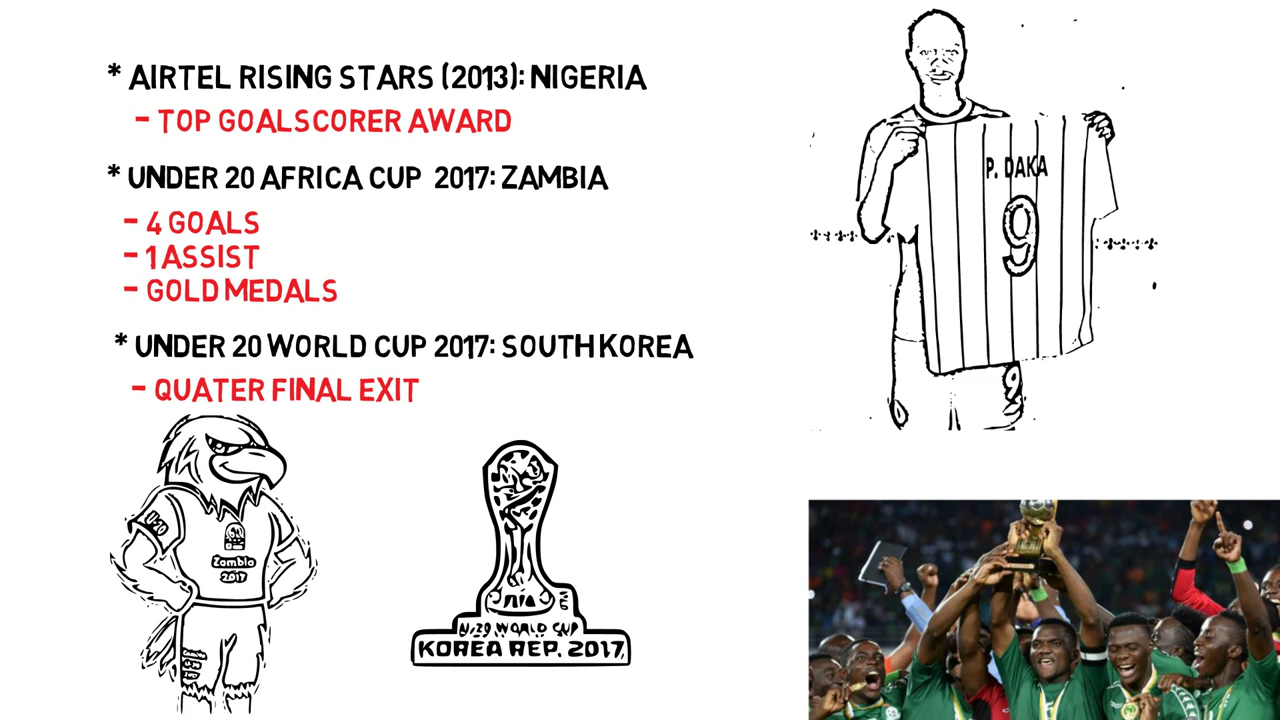 * AIRTEL RISING STARS (2013): NIGERIA
- TOP GOALSCORER AWARD
* UNDER 20 AFRICA CUP 2017: ZAMBIA
- 4 GOALS
- 1 ASSIST
- GOLD MEDALS
* UNDER 20 WORLD CUP 2017: SOUTH KOREA
- QUATER FINAL EXIT
P. DAKA
9
9
U-20
Zambia
2017
U-20 WORLD CUP
KOREA REP. 2017